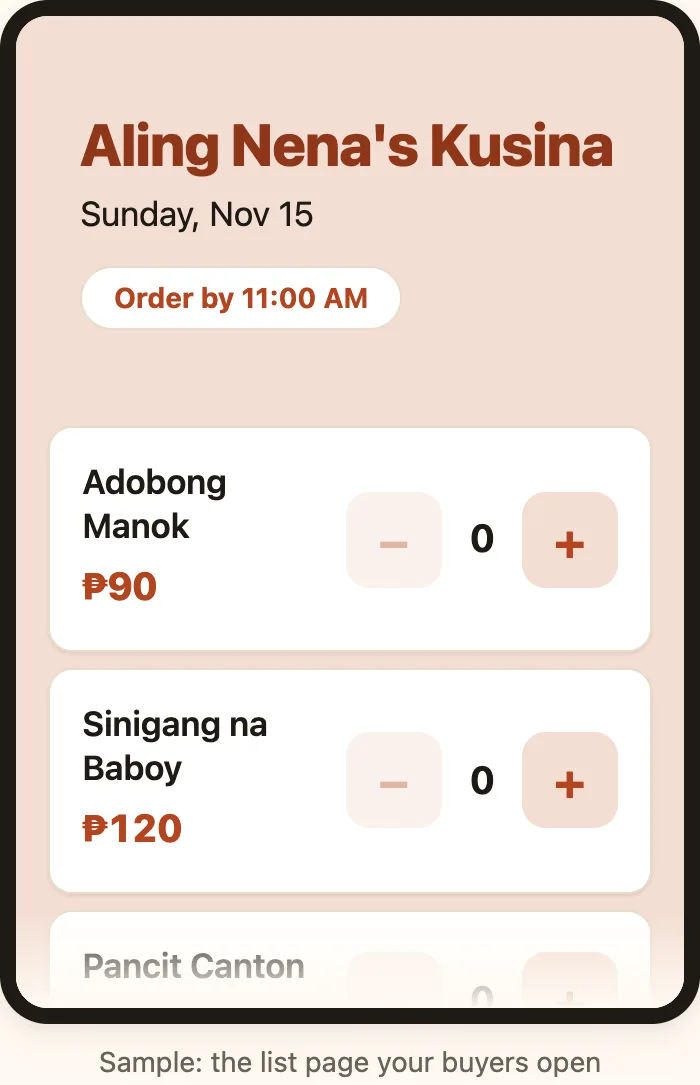 Aling Nena's Kusina
Sunday, Nov 15
Order by 11:00 AM
Adobong
Manok
₱90
− 0 +
Sinigang na
Baboy
₱120
− 0 +
Pancit Canton
0 +
Sample: the list page your buyers open